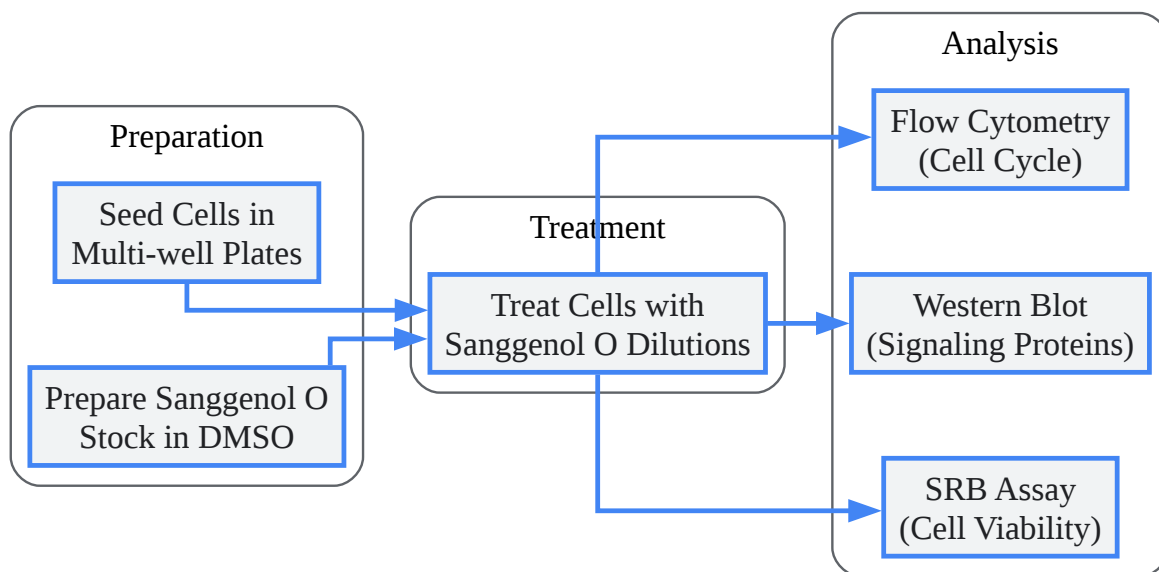 Preparation
Seed Cells in
Multi-well Plates
Prepare Sanggenol O
Stock in DMSO
Treatment
Treat Cells with
Sanggenol O Dilutions
Analysis
Flow Cytometry
(Cell Cycle)
Western Blot
(Signaling Proteins)
SRB Assay
(Cell Viability)